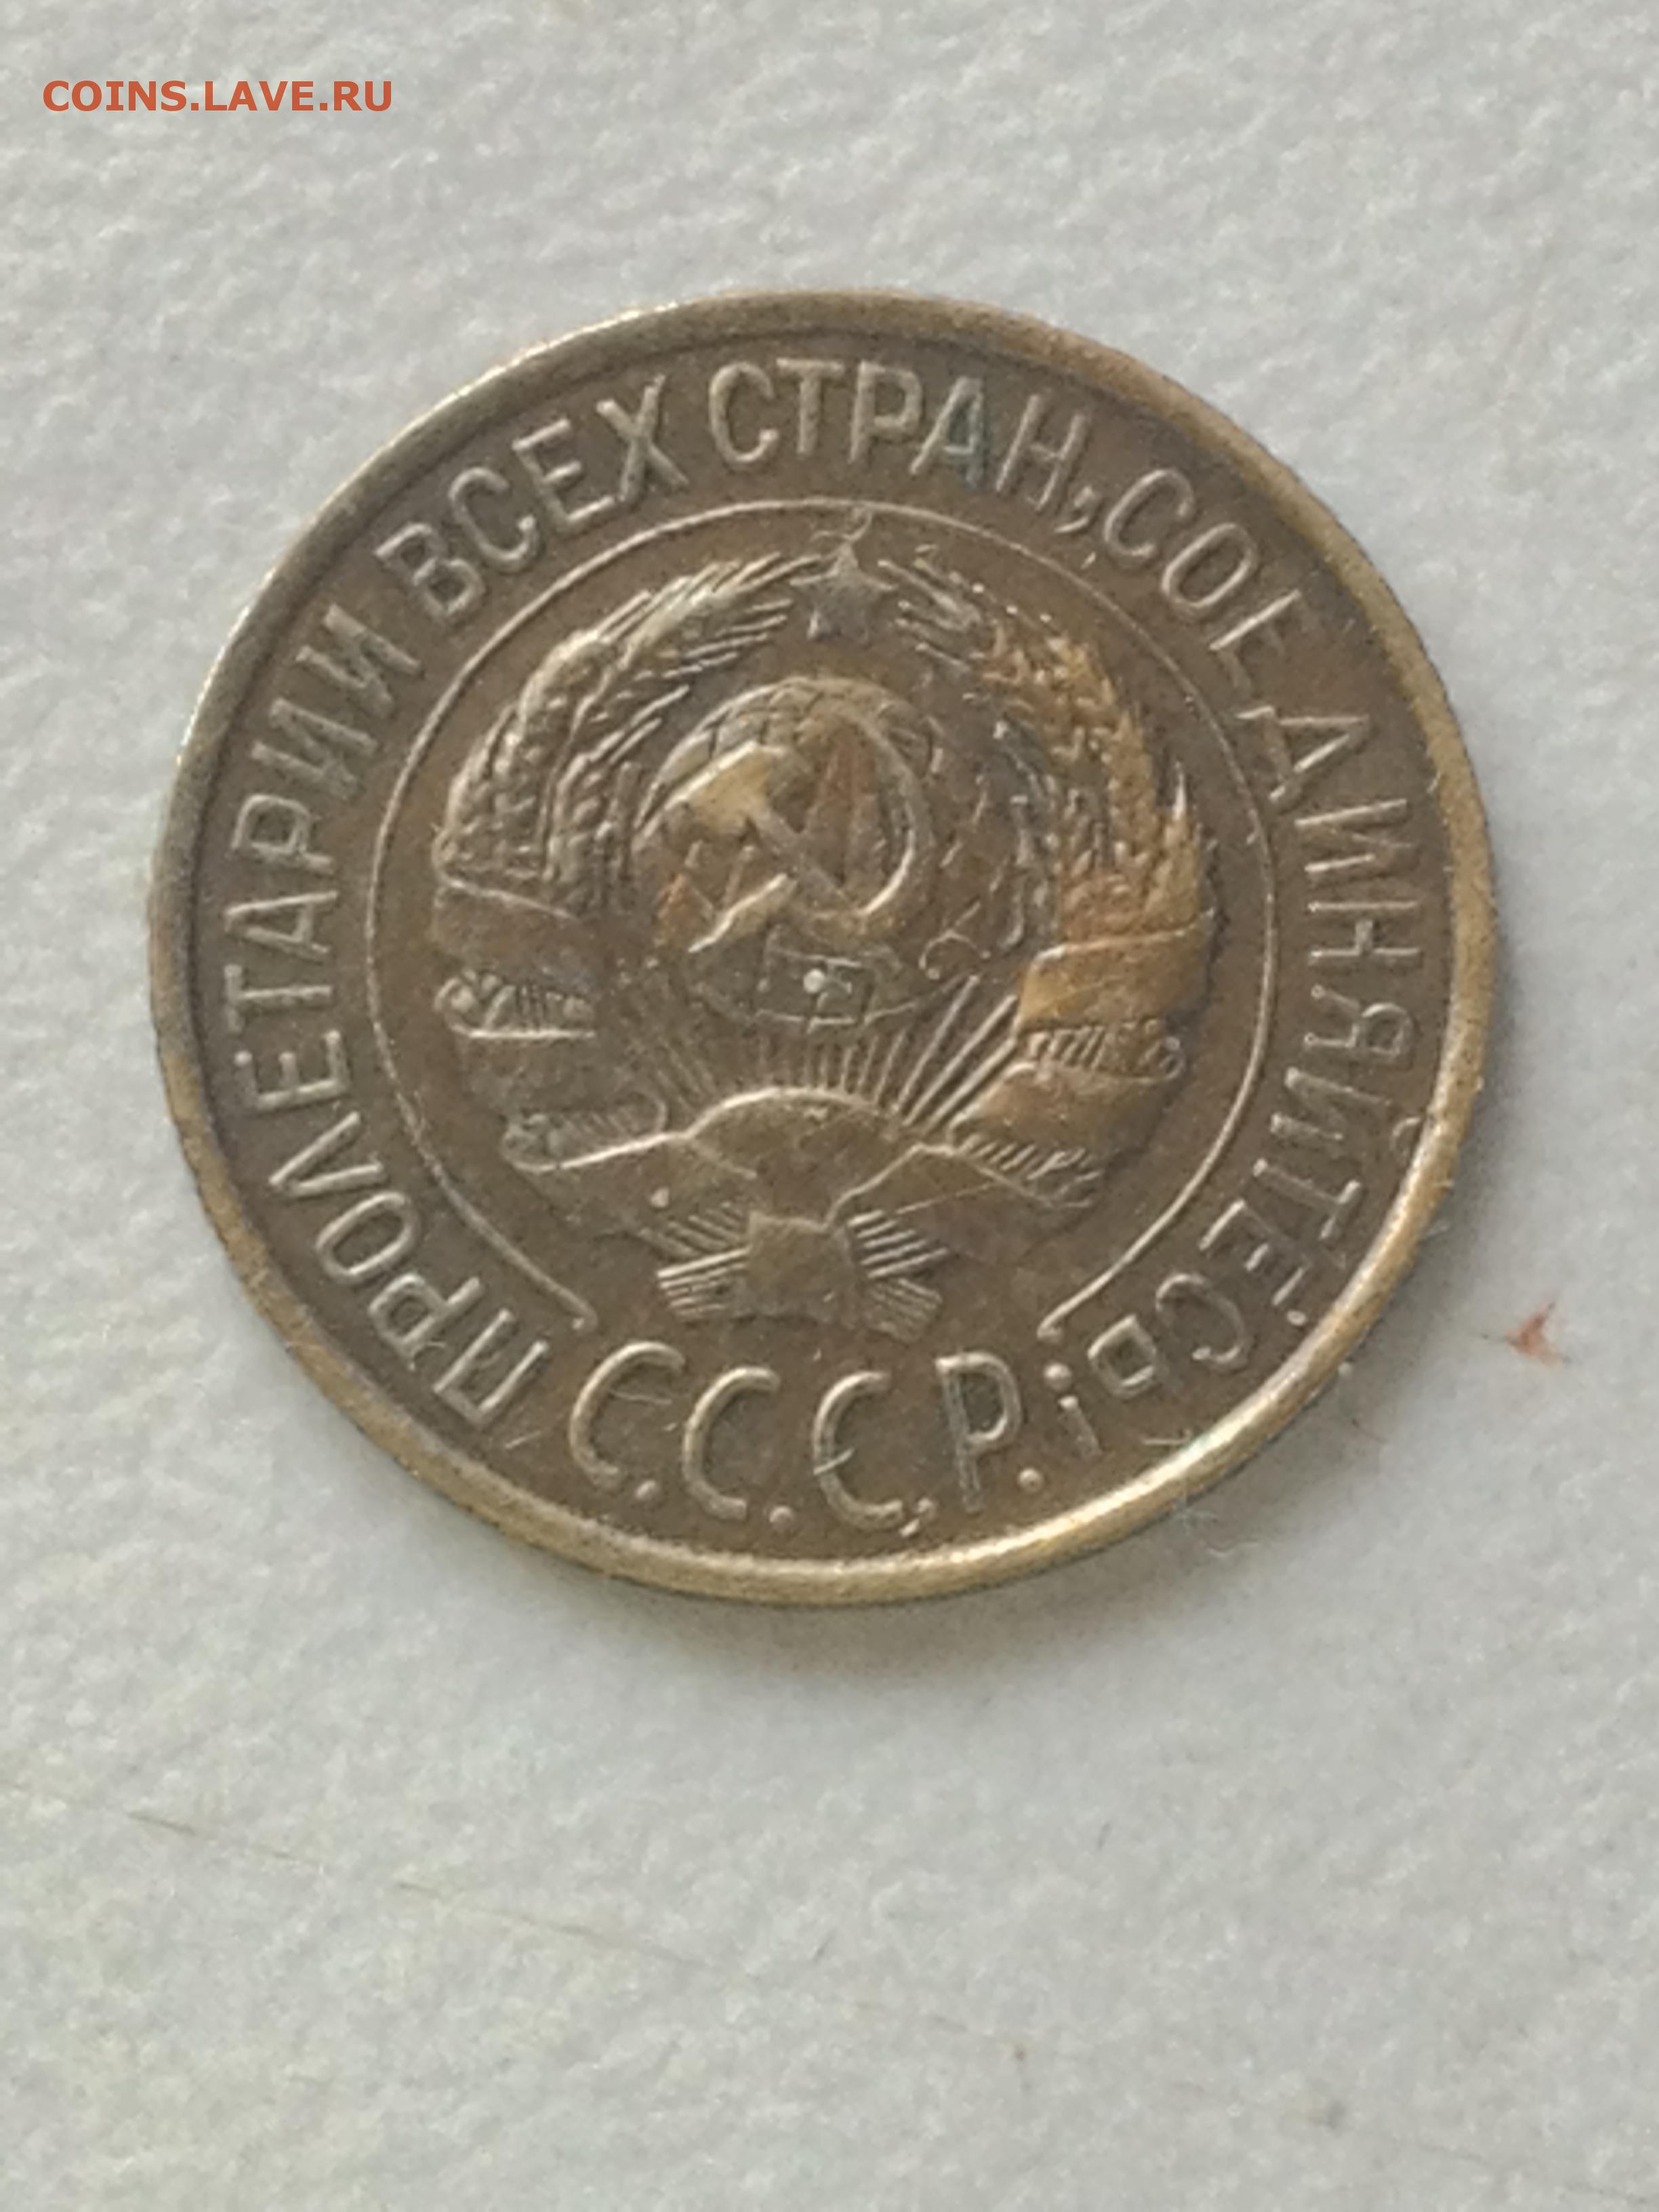 COINS.LAVE.RU
ПРОЛЕТАРИИ ВСЕХ СТРАН, СОЕДИНЯЙТЕСЬ!
С.С.С.Р.